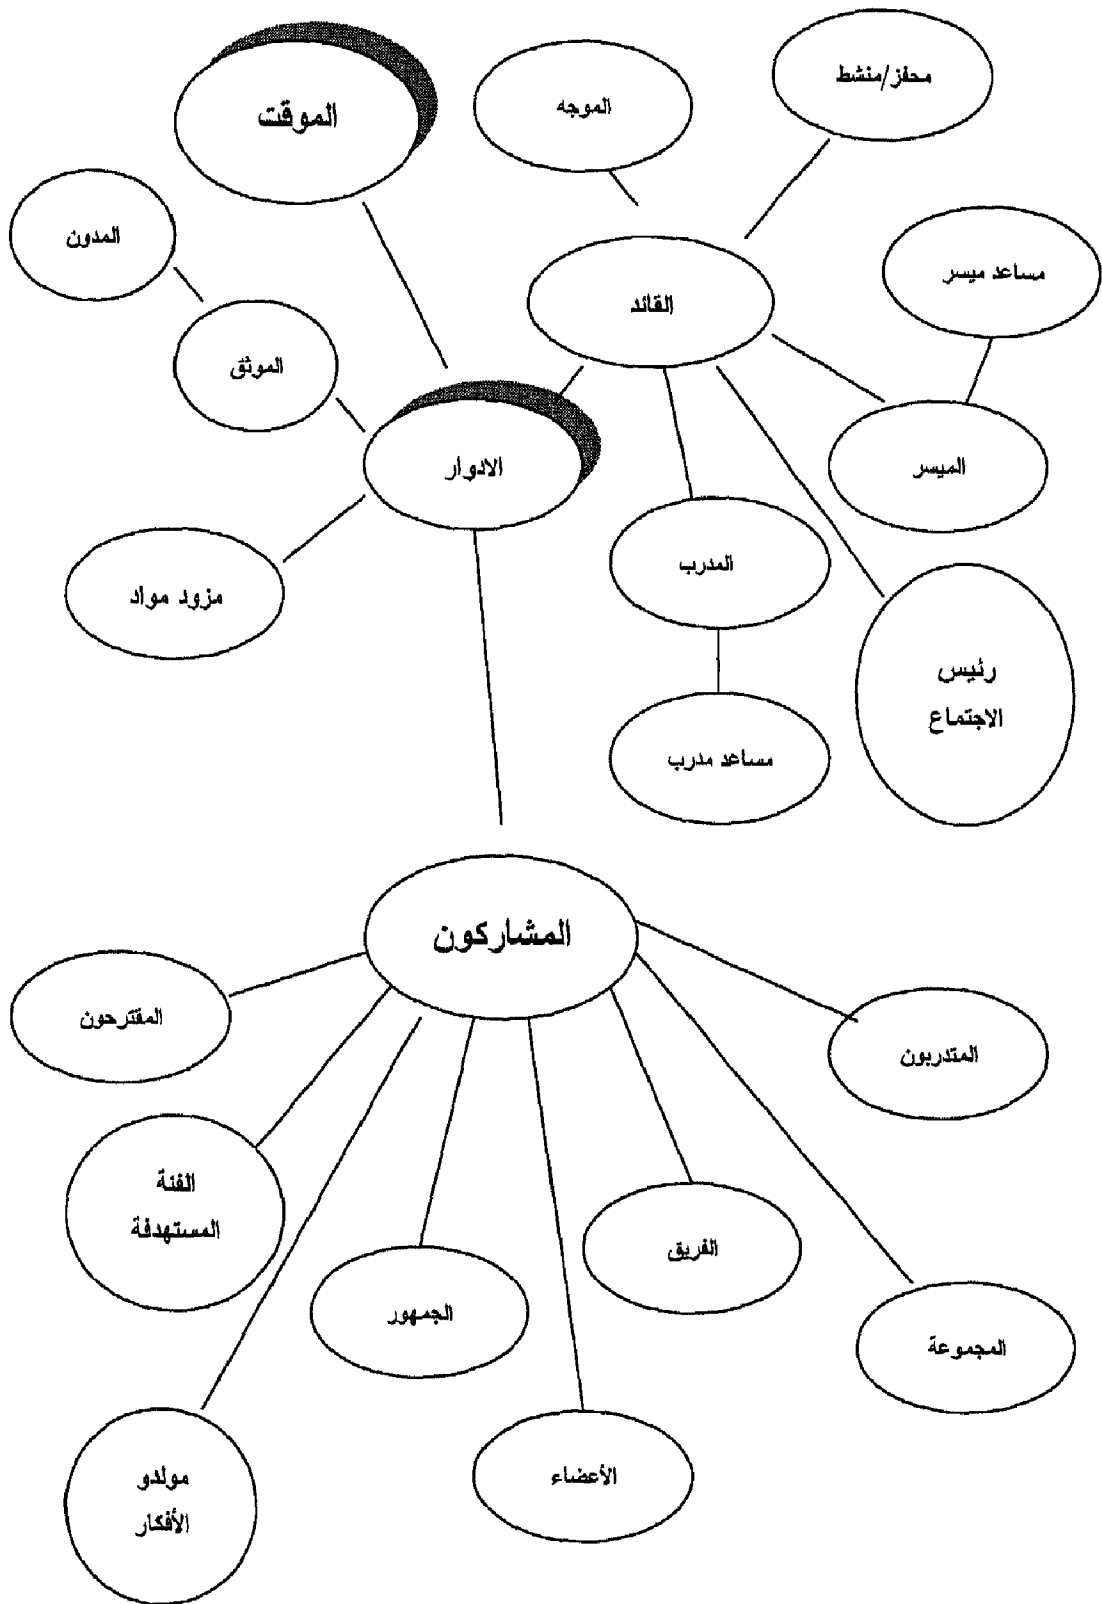 محفز/منشط
الموجه
الموقت
المدون
مساعد ميسر
القائد
الموثق
الادوار
الميسر
المدرب
مزود مواد
رئيس
الاجتماع
مساعد مدرب
المشاركون
المقترحون
المتدربون
الفئة
المستهدفة
الفريق
الجمهور
المجموعة
الأعضاء
مولدو
الأفكار